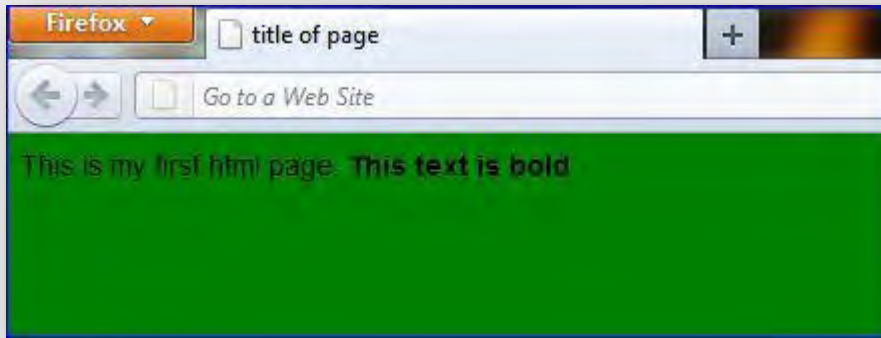 Firefox
title of page
Go to a Web Site
This is my first html page. This text is bold